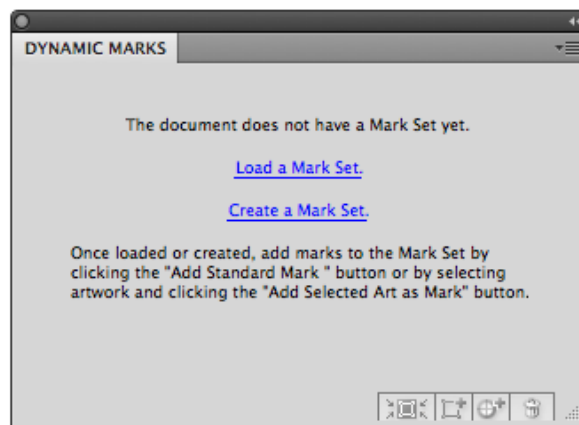 DYNAMIC MARKS
The document does not have a Mark Set yet.
Load a Mark Set.
Create a Mark Set.
Once loaded or created, add marks to the Mark Set by
clicking the "Add Standard Mark " button or by selecting
artwork and clicking the "Add Selected Art as Mark" button.